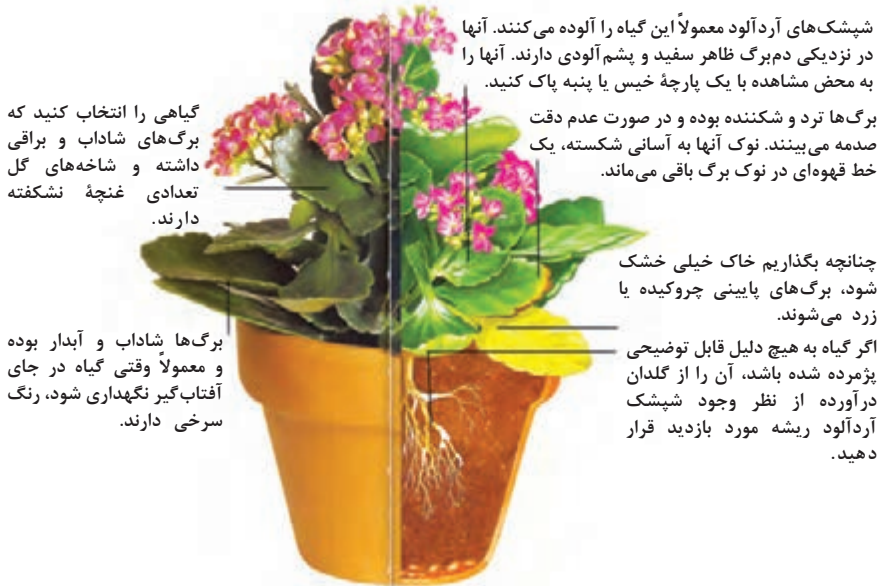 شپشک‌های آردآلود معمولاً این گیاه را آلوده می‌کنند. آنها
در نزدیکی دم‌برگ ظاهر سفید و پشم‌آلودی دارند. آنها را
به محض مشاهده با یک پارچهٔ خیس یا پنبه پاک کنید.
برگ‌ها ترد و شکننده بوده و در صورت عدم دقت
صدمه می‌بینند. نوک آنها به آسانی شکسته، یک
خط قهوه‌ای در نوک برگ باقی می‌ماند.
چنانچه بگذاریم خاک خیلی خشک
شود، برگ‌های پایینی چروکیده یا
زرد می‌شوند.
اگر گیاه به هیچ دلیل قابل توضیحی
پژمرده شده باشد، آن را از گلدان
درآورده از نظر وجود شپشک
آردآلود ریشه مورد بازدید قرار
دهید.
گیاهی را انتخاب کنید که
برگ‌های شاداب و براقی
داشته و شاخه‌های گل
تعدادی غنچهٔ نشکفته
دارند.
برگ‌ها شاداب و آبدار بوده
و معمولاً وقتی گیاه در جای
آفتاب‌گیر نگهداری شود، رنگ
سرخی دارند.